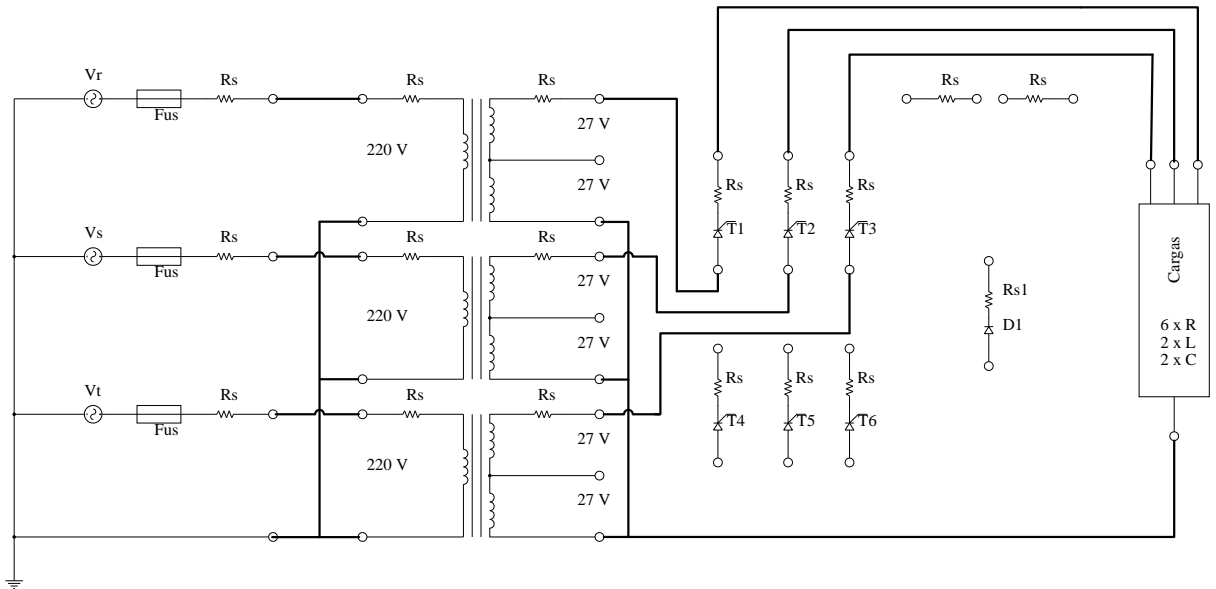 Vr
Fus
Rs
Rs
Rs
27 V
220 V
27 V
Rs
Rs
Rs
T1
Rs
T2
Rs
T3
Vs
Fus
Rs
Rs
Rs
27 V
220 V
27 V
Rs1
D1
Cargas
6 x R
2 x L
2 x C
Vt
Fus
Rs
Rs
Rs
27 V
220 V
27 V
Rs
T4
Rs
T5
Rs
T6